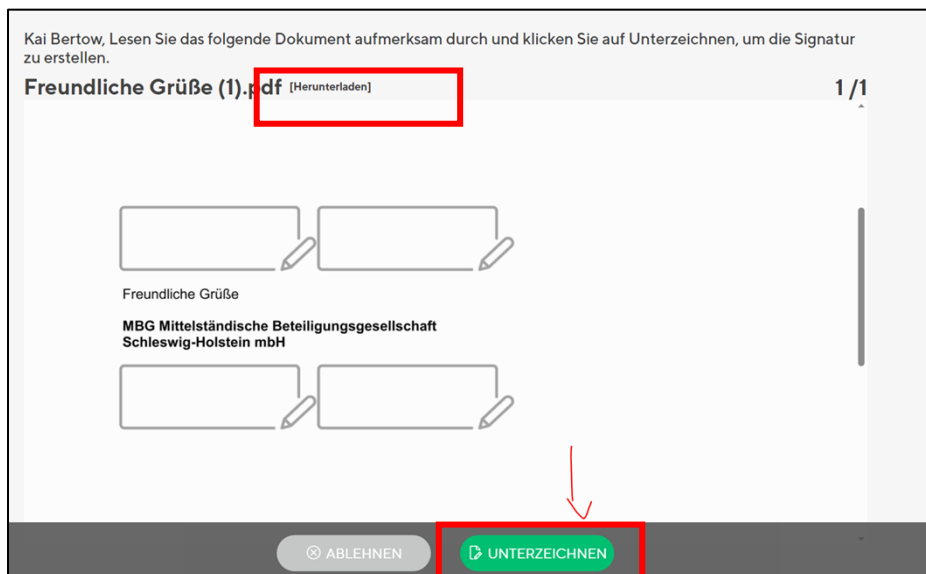 Kai Bertow, Lesen Sie das folgende Dokument aufmerksam durch und klicken Sie auf Unterzeichnen, um die Signatur
zu erstellen.
Freundliche Grüße (1).pdf [Herunterladen] 1 /1
Freundliche Grüße
MBG Mittelständische Beteiligungsgesellschaft
Schleswig-Holstein mbH
ABLEHNEN UNTERZEICHNEN